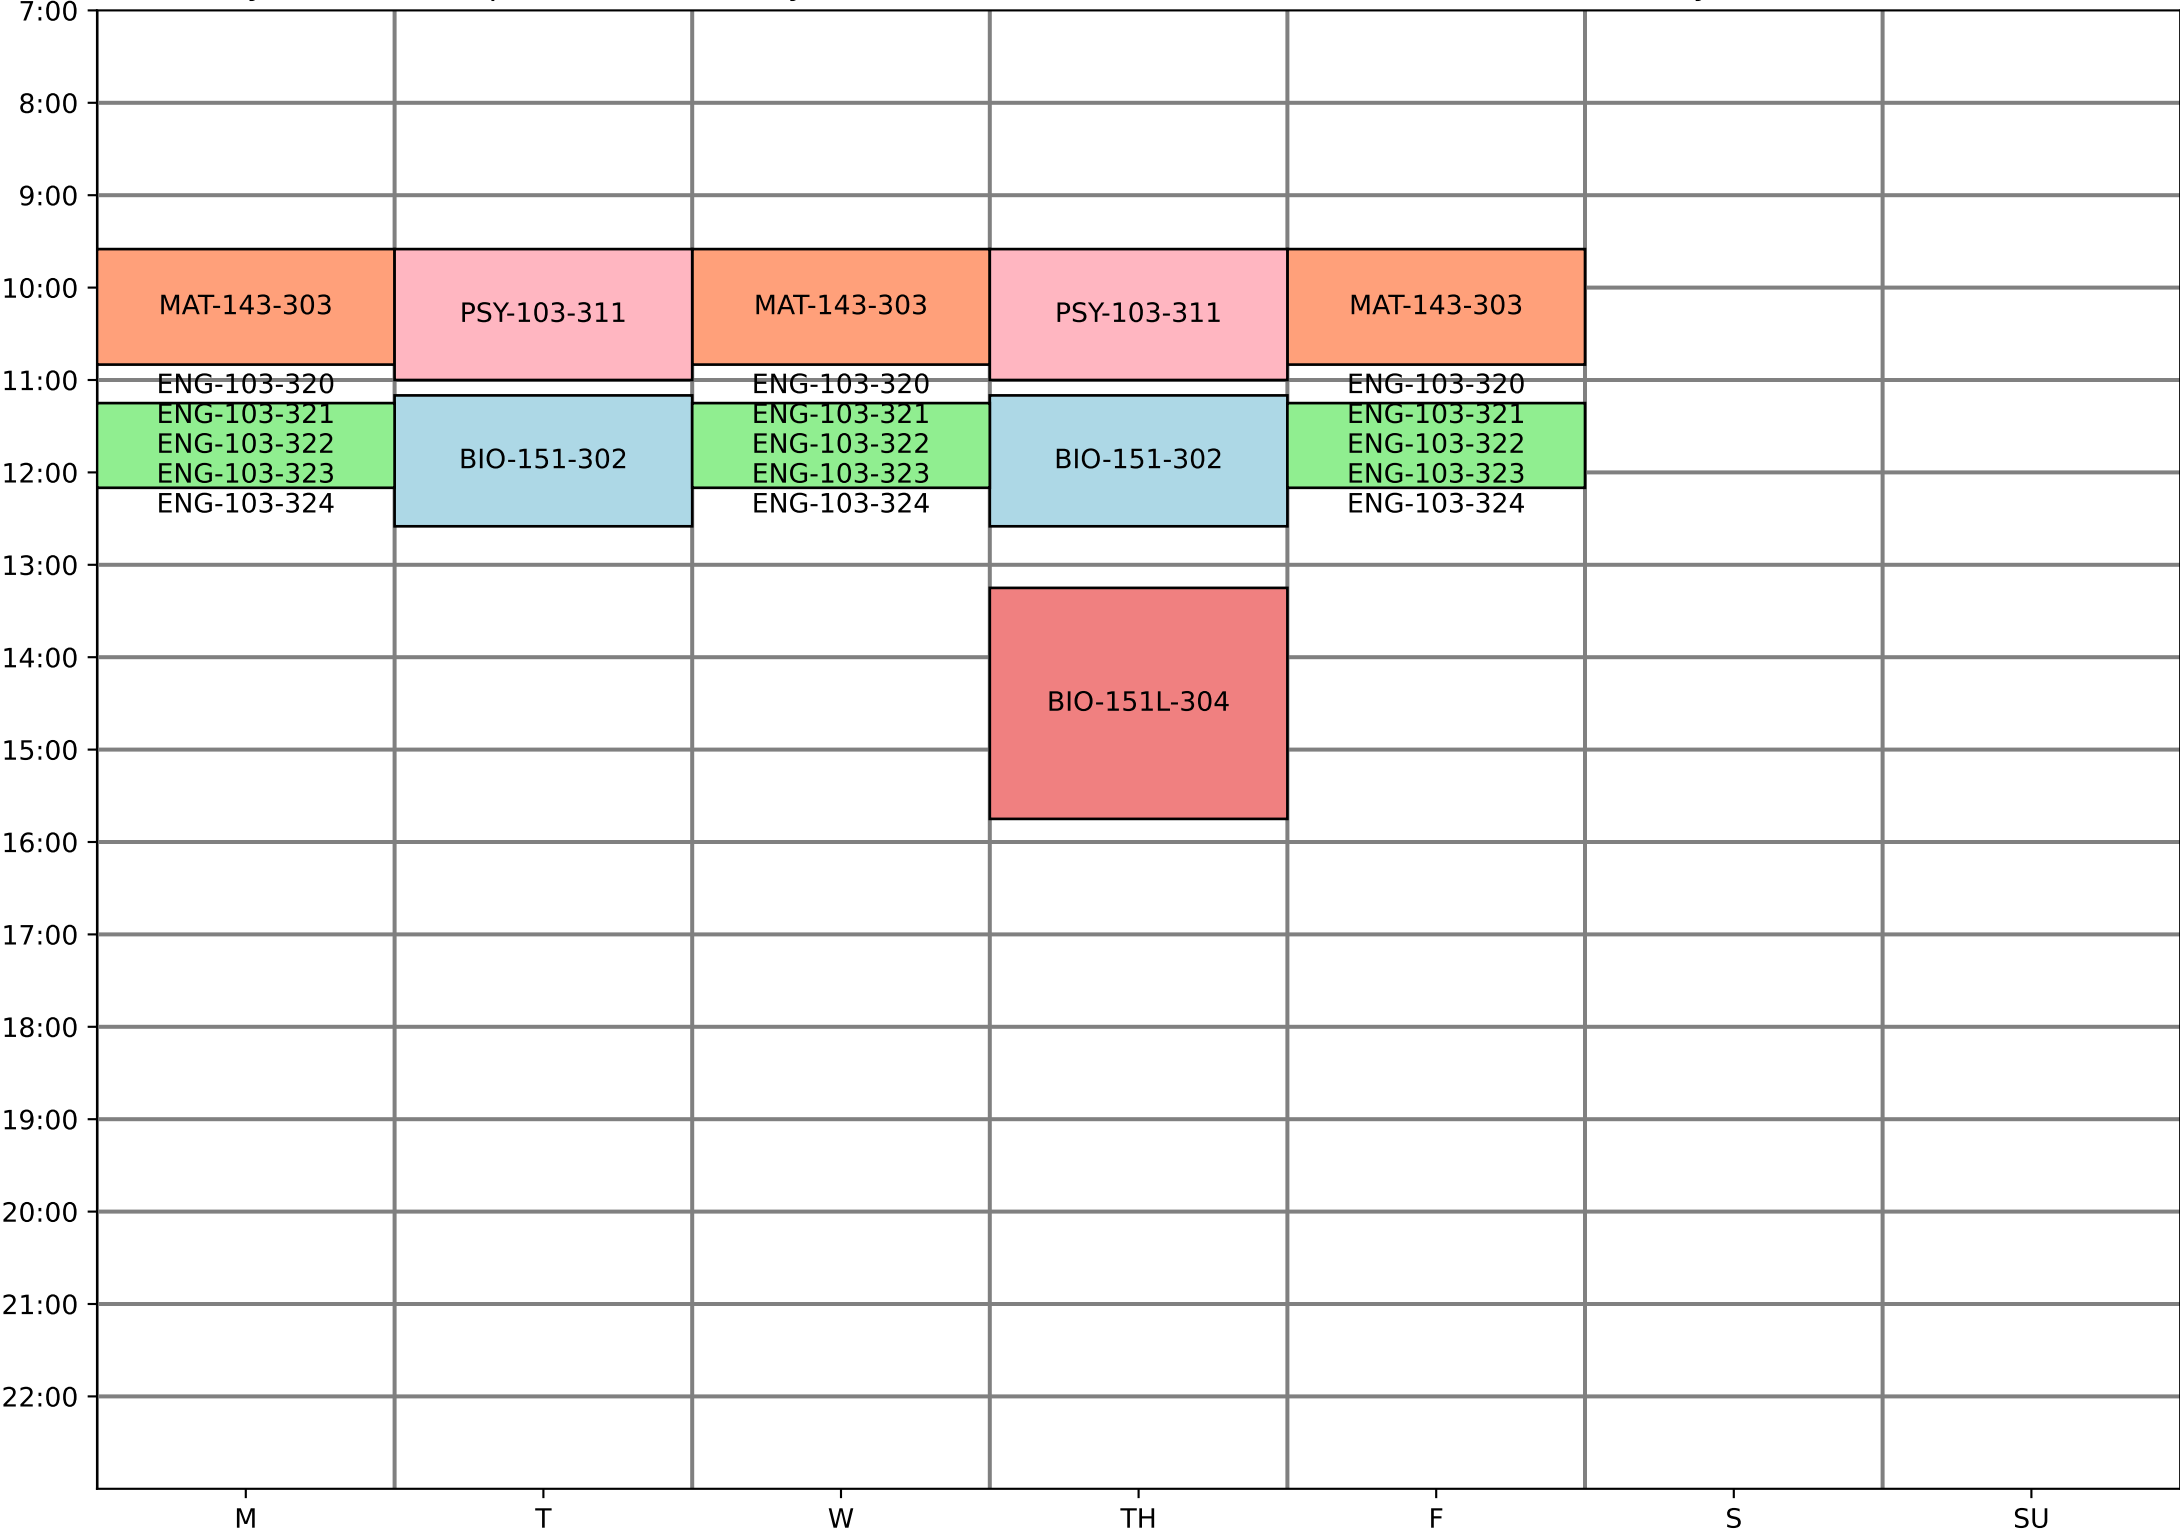 7:00
8:00
9:00
10:00
MAT-143-303 PSY-103-311 MAT-143-303 PSY-103-311 MAT-143-303
11:00
ENG-103-320 ENG-103-320 ENG-103-320
ENG-103-321 ENG-103-321 ENG-103-321
ENG-103-322 ENG-103-322 ENG-103-322
BIO-151-302 BIO-151-302
12:00
ENG-103-323 ENG-103-323 ENG-103-323
ENG-103-324 ENG-103-324 ENG-103-324
13:00
14:00
BIO-151L-304
15:00
16:00
17:00
18:00
19:00
20:00
21:00
22:00
M T W TH F S SU